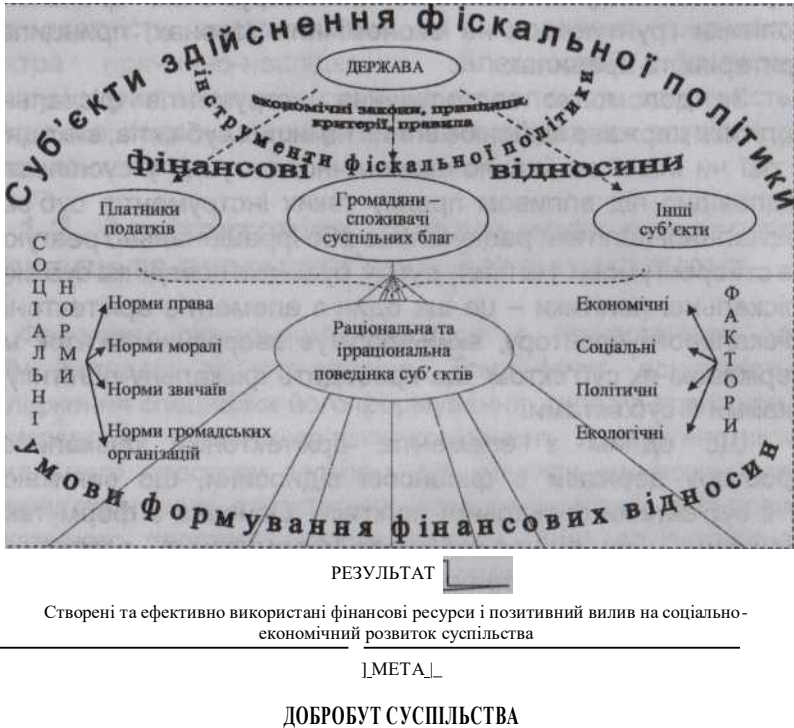 Суб’єкти здійснення фіскальної політики
Інструменти фіскальної політики
ДЕРЖАВА
економічні закони, принципи,
критерії, правила
фінансові відносини
Платники
податків
Громадяни –
споживачі
суспільних благ
Інші
суб’єкти
СОЦІАЛЬНІ
НОРМИ
Норми права
Норми моралі
Норми звичаїв
Норми громадських
організацій
Раціональна та
ірраціональна
поведінка суб’єктів
Економічні
Соціальні
Політичні
Екологічні
ФАКТОРИ
Умови формування фінансових відносин
РЕЗУЛЬТАТ
Створені та ефективно використані фінансові ресурси і позитивний вилив на соціально-
економічний розвиток суспільства
] МЕТА |_
ДОБРОБУТ СУСПІЛЬСТВА